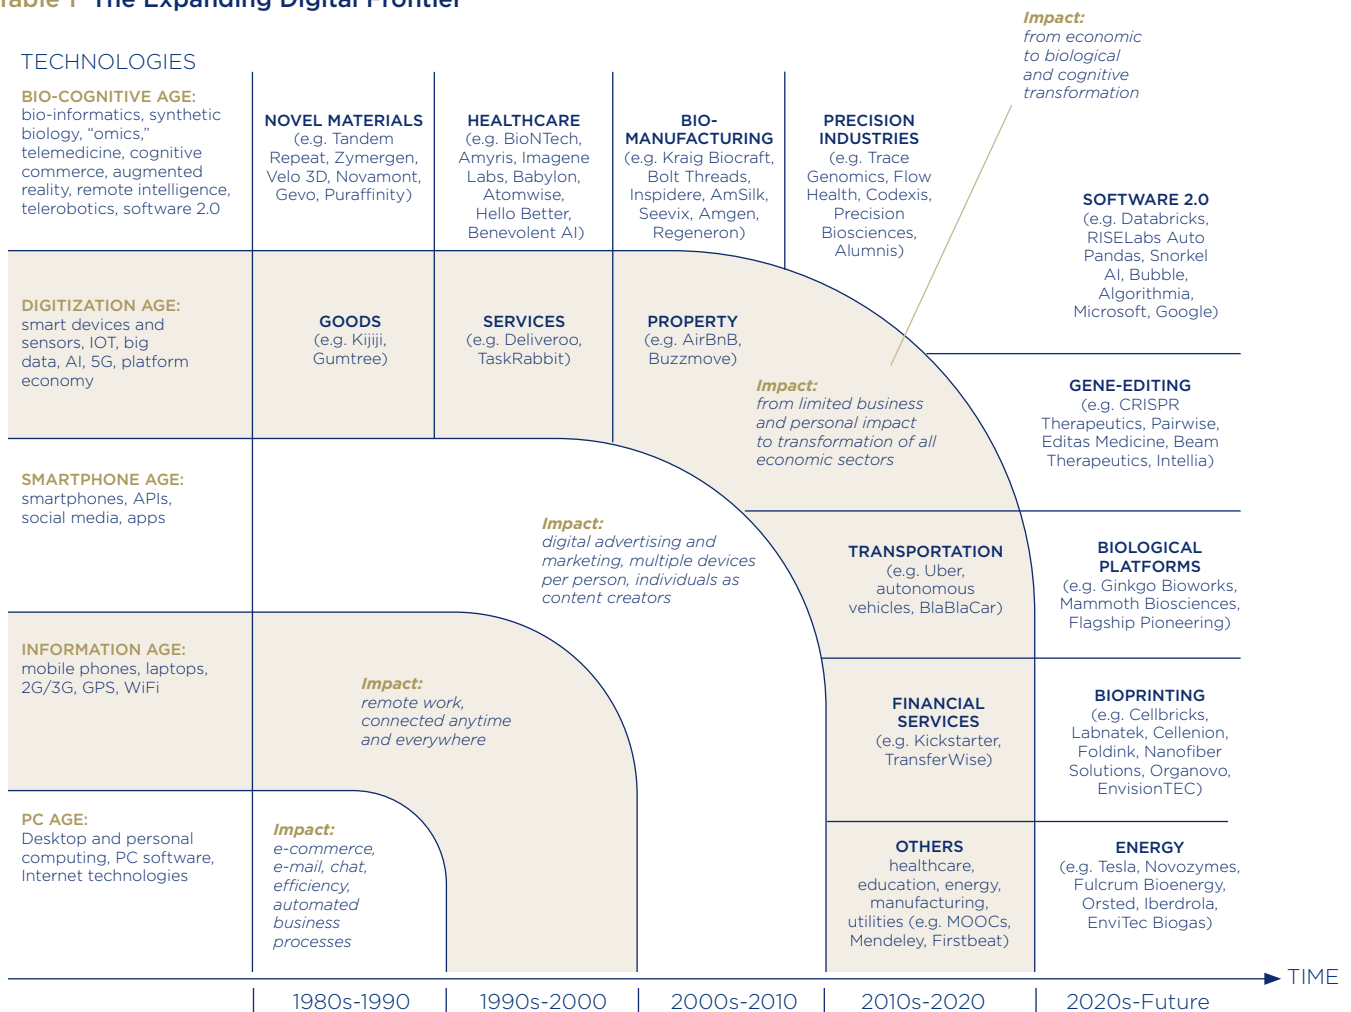 Table 1 The Expanding Digital Frontier
Impact:
from economic
to biological
and cognitive
transformation
TECHNOLOGIES
BIO-COGNITIVE AGE:
bio-informatics, synthetic
biology, “omics,”
telemedicine, cognitive
commerce, augmented
reality, remote intelligence,
telerobotics, software 2.0
NOVEL MATERIALS
(e.g. Tandem
Repeat, Zymergen,
Velo 3D, Novamont,
Gevo, Puraffinity)
HEALTHCARE
(e.g. BioNTech,
Amyris, Imagene
Labs, Babylon,
Atomwise,
Hello Better,
Benevolent AI)
BIO-
MANUFACTURING
(e.g. Kraig Biocraft,
Bolt Threads,
Inspidere, AmSilk,
Seevix, Amgen,
Regeneron)
PRECISION
INDUSTRIES
(e.g. Trace
Genomics, Flow
Health, Codexis,
Precision
Biosciences,
Alumnis)
SOFTWARE 2.0
(e.g. Databricks,
RISELabs Auto
Pandas, Snorkel
AI, Bubble,
Algorithmia,
Microsoft, Google)
DIGITIZATION AGE:
smart devices and
sensors, IOT, big
data, AI, 5G, platform
economy
GOODS
(e.g. Kijiji,
Gumtree)
SERVICES
(e.g. Deliveroo,
TaskRabbit)
PROPERTY
(e.g. AirBnB,
Buzzmove)
Impact:
from limited business
and personal impact
to transformation of all
economic sectors
GENE-EDITING
(e.g. CRISPR
Therapeutics, Pairwise,
Editas Medicine, Beam
Therapeutics, Intellia)
SMARTPHONE AGE:
smartphones, APIs,
social media, apps
Impact:
digital advertising and
marketing, multiple devices
per person, individuals as
content creators
TRANSPORTATION
(e.g. Uber,
autonomous
vehicles, BlaBlaCar)
BIOLOGICAL
PLATFORMS
(e.g. Ginkgo Bioworks,
Mammoth Biosciences,
Flagship Pioneering)
INFORMATION AGE:
mobile phones, laptops,
2G/3G, GPS, WiFi
Impact:
remote work,
connected anytime
and everywhere
FINANCIAL
SERVICES
(e.g. Kickstarter,
TransferWise)
BIOPRINTING
(e.g. Cellbricks,
Labnatek, Cellenion,
Foldink, Nanofiber
Solutions, Organovo,
EnvisionTEC)
PC AGE:
Desktop and personal
computing, PC software,
Internet technologies
Impact:
e-commerce,
e-mail, chat,
efficiency,
automated
business
processes
OTHERS
healthcare,
education, energy,
manufacturing,
utilities (e.g. MOOCs,
Mendeley, Firstbeat)
ENERGY
(e.g. Tesla, Novozymes,
Fulcrum Bioenergy,
Orsted, Iberdrola,
EnviTec Biogas)
TIME
1980s-1990
1990s-2000
2000s-2010
2010s-2020
2020s-Future